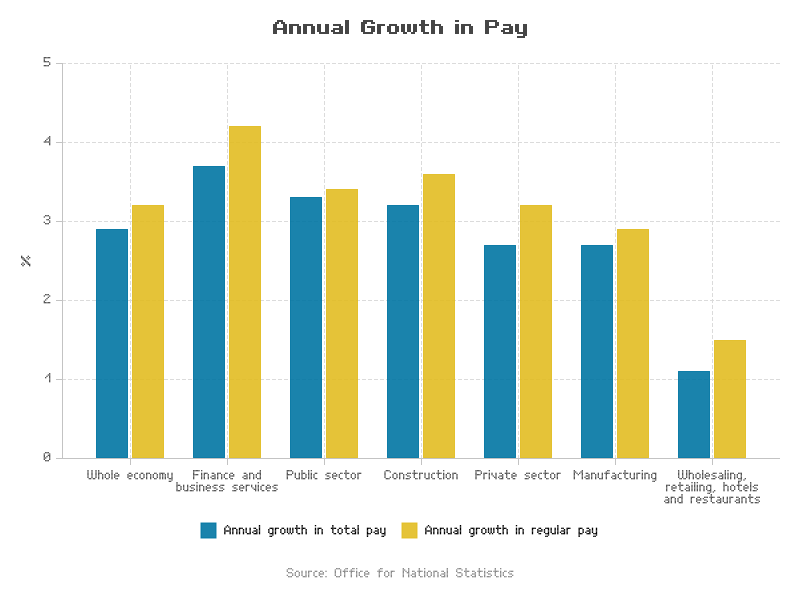 Annual Growth in Pay
5
4
3
2
1
0
%
Whole economy
Finance and
business services
Public sector
Construction
Private sector
Manufacturing
Wholesaling,
retailing, hotels
and restaurants
Annual growth in total pay
Annual growth in regular pay
Source: Office for National Statistics